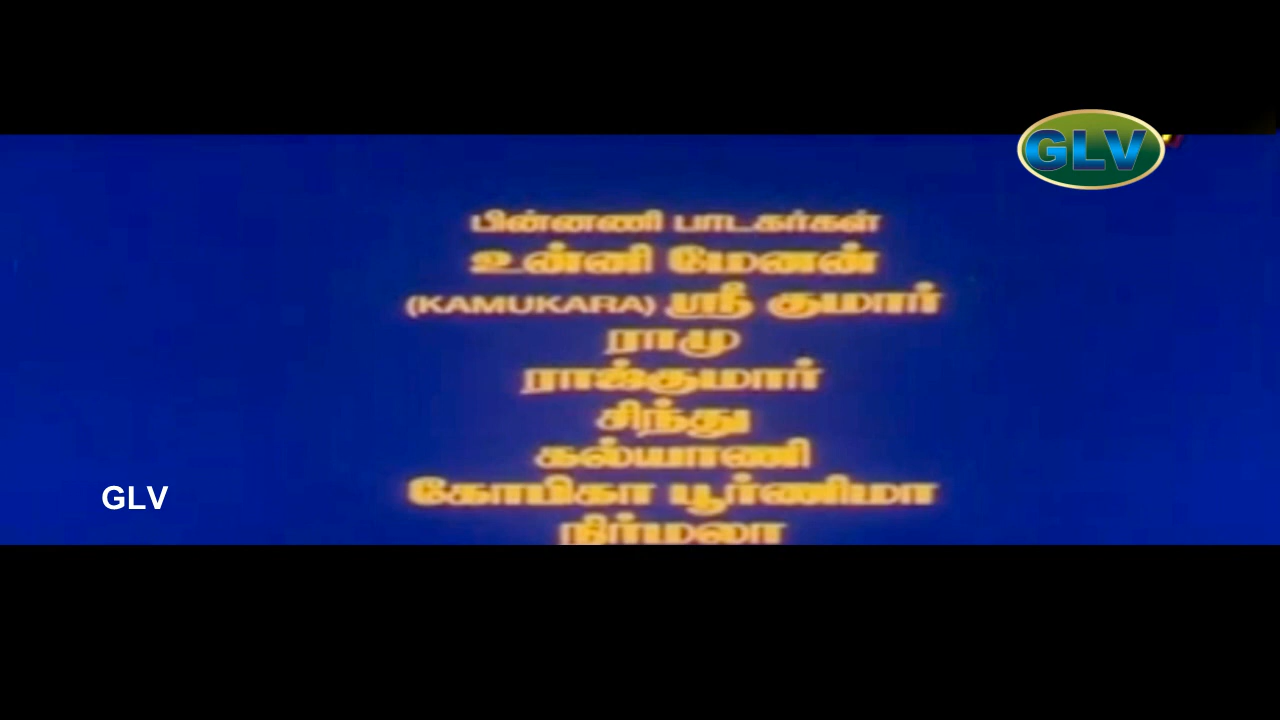 GLV
பின்னணி பாடகர்கள்
உன்னி மேனன்
(KAMUKARA) ஸ்ரீ குமார்
ராமு
ராஜ்குமார்
சிந்து
கல்யாணி
கோபிகா பூர்ணிமா
நிர்மலா
GLV